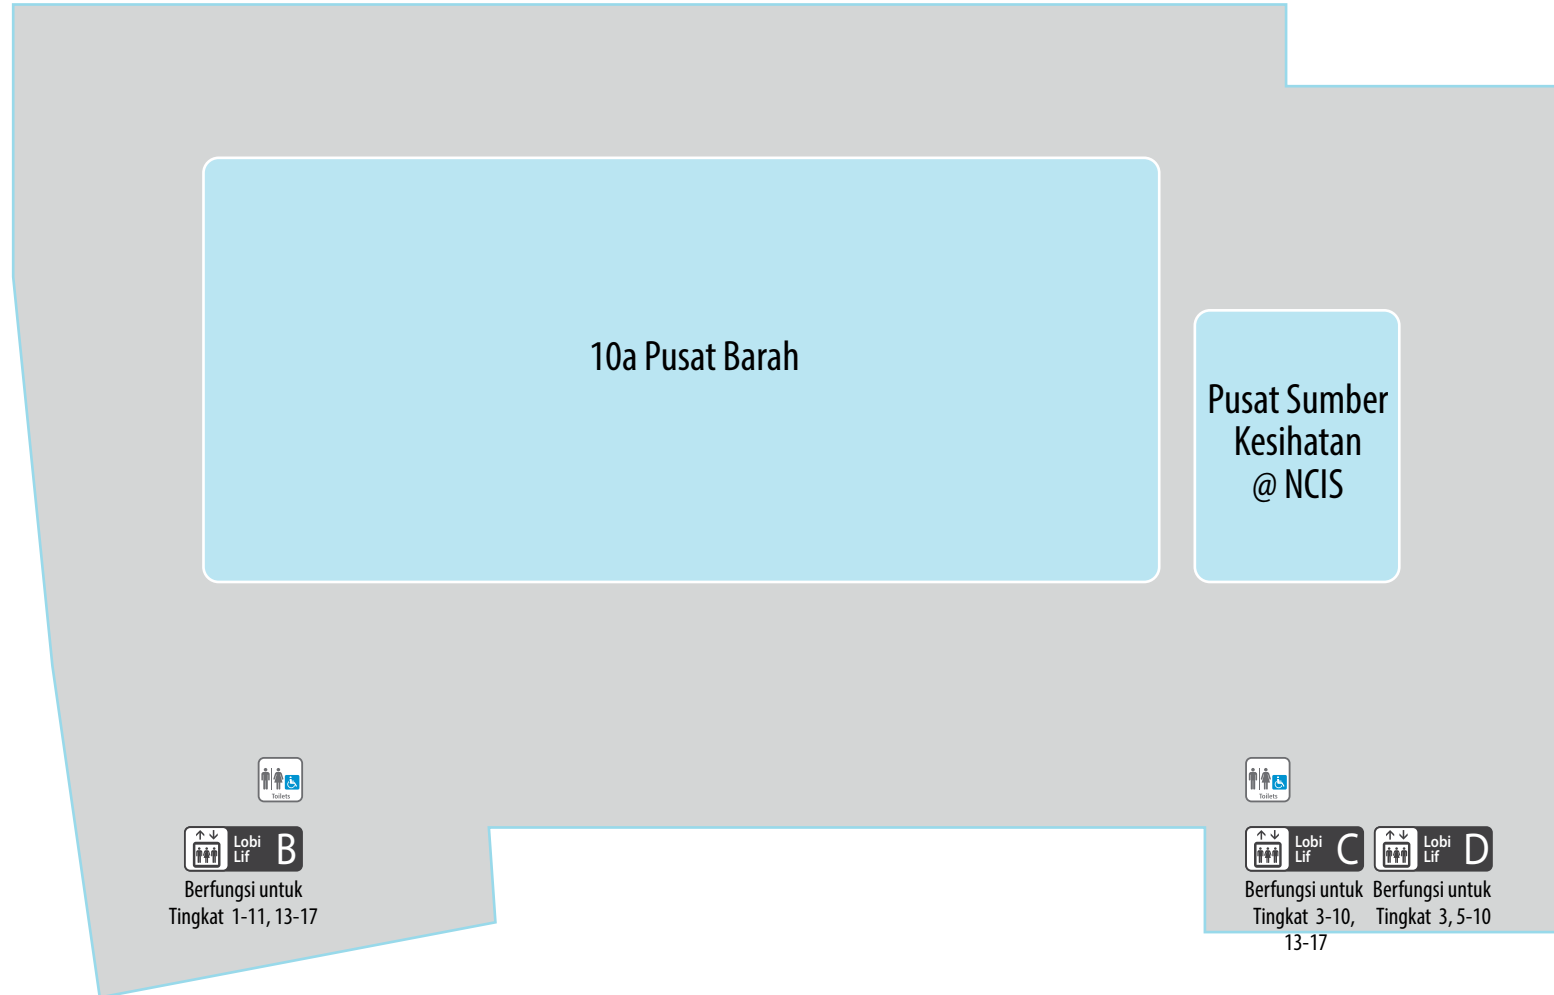 10a Pusat Barah
Pusat Sumber
Kesihatan
@ NCIS
Toilets
Lobi
Lif B
Berfungsi untuk
Tingkat 1-11, 13-17
Toilets
Lobi
Lif C
Berfungsi untuk
Tingkat 3-10,
13-17
Lobi
Lif D
Berfungsi untuk
Tingkat 3, 5-10